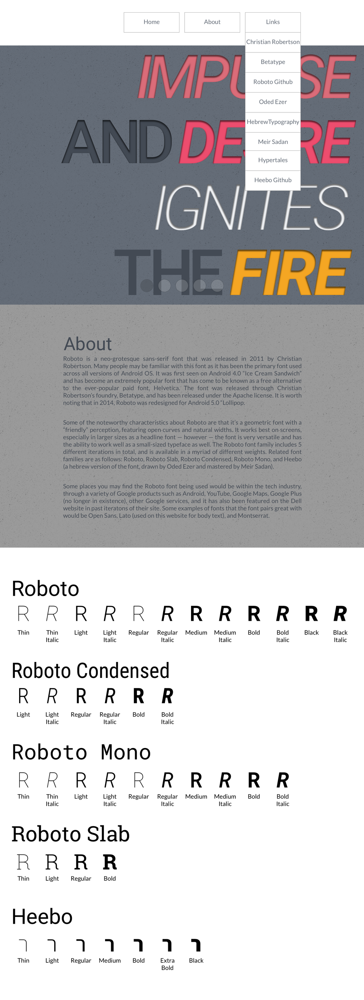 Home About Links
Christian Robertson
Betatype
Roboto Github
Oded Ezer
HebrewTypography
Meir Sadan
Hypertales
Heebo Github
AND
IGNITES
THE FIRE
About
Roboto is a neo-grotesque sans-serif font that was released in 2011 by Christian
Robertson. Many people may be familiar with this font as it has been the primary font used
across all versions of Android OS. It was first seen on Android 4.0 “Ice Cream Sandwich”
and has become an extremely popular font that has come to be known as a free alternative
to the ever-popular paid font, Helvetica. The font was released through Christian
Robertson’s foundry, Betatype, and has been released under the Apache license. It is worth
noting that in 2014, Roboto was redesigned for Android 5.0 “Lollipop.
Some of the noteworthy characteristics about Roboto are that it’s a geometric font with a
“friendly” perception, featuring open curves and natural widths. It works best on screens,
especially in larger sizes as a headline font — however — the font is very versatile and has
the ability to work well as a small-sized typeface as well. The Roboto font family includes 5
different iterations in total, and is available in a myriad of different weights. Related font
families are as follows: Roboto, Roboto Slab, Roboto Condensed, Roboto Mono, and Heebo
(a hebrew version of the font, drawn by Oded Ezer and mastered by Meir Sadan).
Some places you may find the Roboto font being used would be within the tech industry,
through a variety of Google products such as Android, YouTube, Google Maps, Google Plus
(no longer in existence), other Google services, and it has also been featured on the Dell
website in past iteratons of their site. Some examples of fonts that the font pairs great with
would be Open Sans, Lato (used on this website for body text), and Montserrat.
Roboto
R R R R R R R R R R R R
Thin Thin Italic Light Light Italic Regular Regular Italic Medium Medium Italic Bold Bold Italic Black Black Italic
Roboto Condensed
R R R R R R
Light Light Italic Regular Regular Italic Bold Bold Italic
Roboto Mono
R R R R R R R R R R
Thin Thin Italic Light Light Italic Regular Regular Italic Medium Medium Italic Bold Bold Italic
Roboto Slab
R R R R
Thin Light Regular Bold
Heebo
ר ר ר ר ר ר ר
Thin Light Regular Medium Bold Extra Bold Black